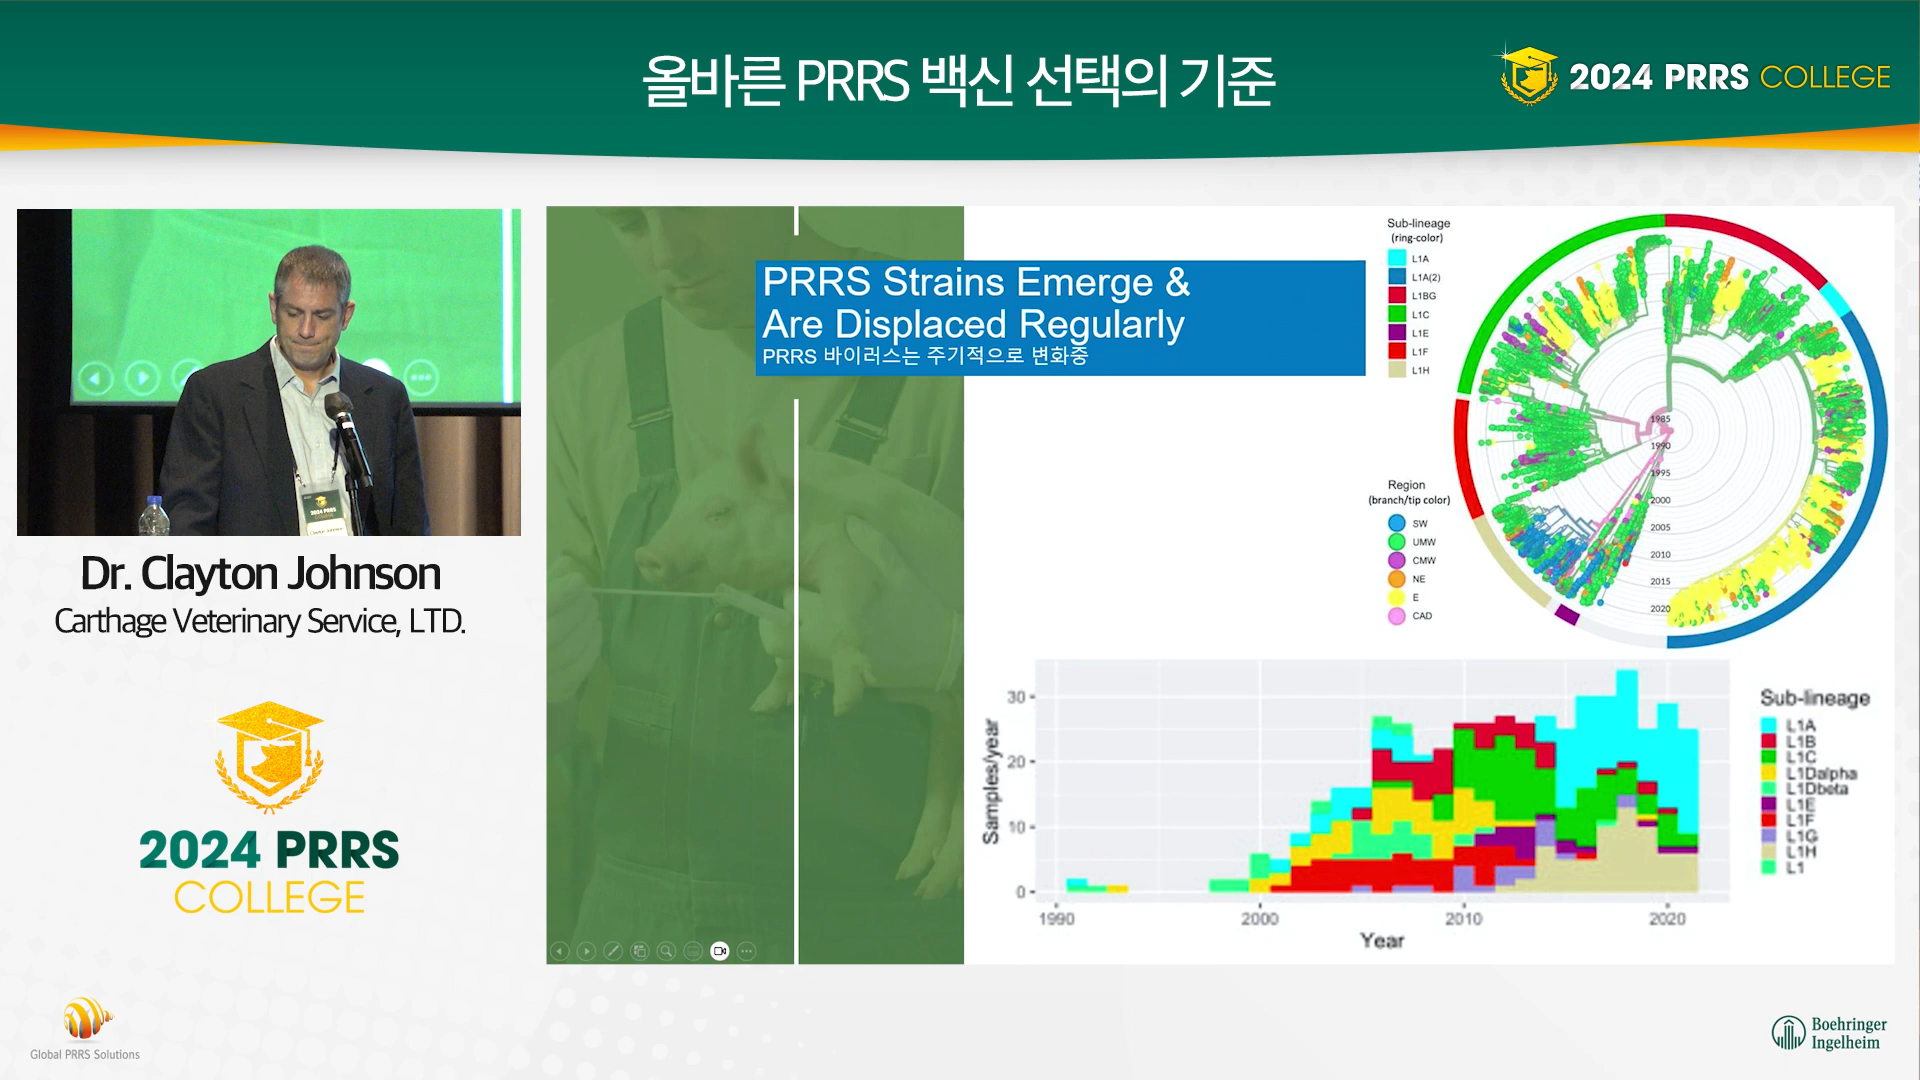 올바른 PRRS 백신 선택의 기준
2024 PRRS COLLEGE
Dr. Clayton Johnson
Carthage Veterinary Service, LTD.
2024 PRRS
COLLEGE
Global PRRS Solutions
PRRS Strains Emerge &
Are Displaced Regularly
PRRS 바이러스는 주기적으로 변화중
Sub-lineage
(ring-color)
L1A
L1A(2)
L1BG
L1C
L1E
L1F
L1H
Region
(branch/tip color)
SW
UMW
CMW
NE
E
CAD
1985
1990
1995
2000
2005
2010
2015
2020
Samples/year
30
20
10
0
1990
2000
2010
2020
Year
Sub-lineage
L1A
L1B
L1C
L1Dalpha
L1Dbeta
L1E
L1F
L1G
L1H
L1
Boehringer
Ingelheim